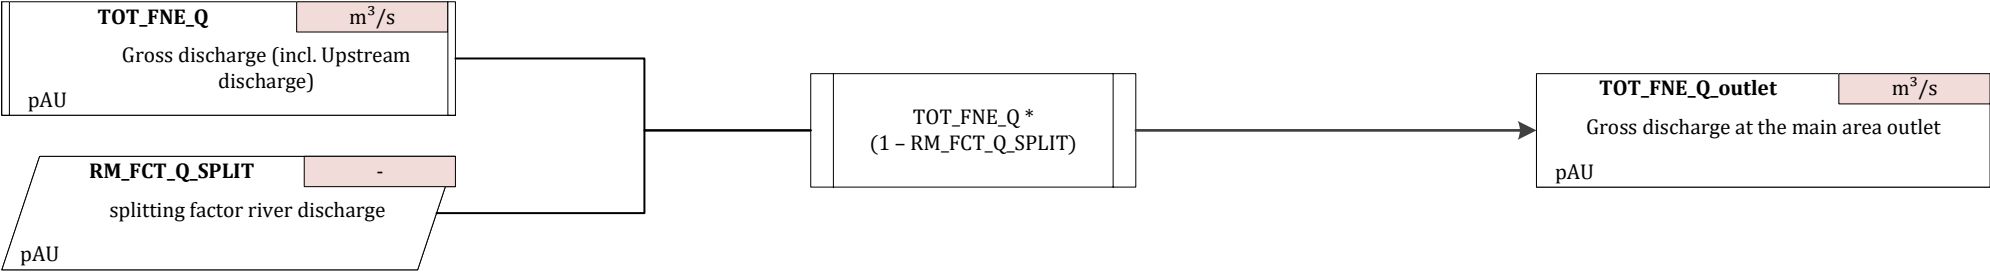 TOT_FNE_Q
m³/s
Gross discharge (incl. Upstream
discharge)
pAU
RM_FCT_Q_SPLIT
-
splitting factor river discharge
pAU
TOT_FNE_Q *
(1 – RM_FCT_Q_SPLIT)
TOT_FNE_Q_outlet
m³/s
Gross discharge at the main area outlet
pAU